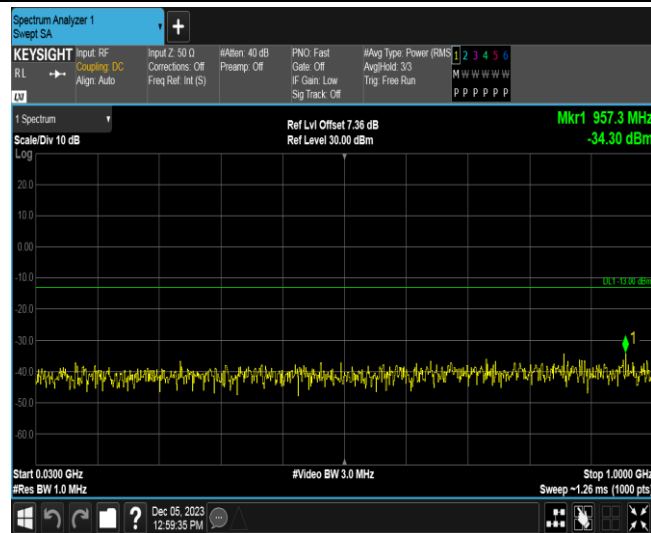 Spectrum Analyzer 1
Swept SA
+
KEYSIGHT
RL
LXI
Input: RF
Coupling: DC
Align: Auto
Input Z: 50 Ω
Corrections: Off
Freq Ref: Int (S)
#Atten: 40 dB
Preamp: Off
PNO: Fast
Gate: Off
IF Gain: Low
Sig Track: Off
#Avg Type: Power (RMS
Avg|Hold: 3/3
Trig: Free Run
1 2 3 4 5 6
M W W W W W
P P P P P P
1 Spectrum
Scale/Div 10 dB
Ref Lvl Offset 7.36 dB
Ref Level 30.00 dBm
Mkr1 957.3 MHz
-34.30 dBm
Log
20.0
10.0
0.00
-10.0
DL1 -13.00 dBm
-20.0
-30.0
1
-40.0
-50.0
-60.0
Start 0.0300 GHz
#Res BW 1.0 MHz
#Video BW 3.0 MHz
Stop 1.0000 GHz
Sweep ~1.26 ms (1000 pts)
?
Dec 05, 2023
12:59:35 PM